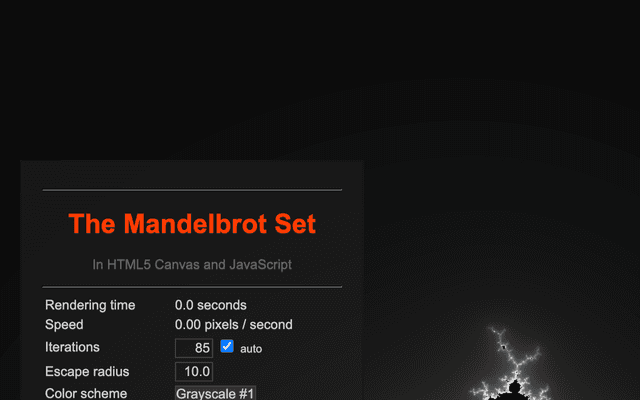 The Mandelbrot Set
In HTML5 Canvas and JavaScript
Rendering time 0.0 seconds
Speed 0.00 pixels / second
Iterations 85 auto
Escape radius 10.0
Color scheme Grayscale #1